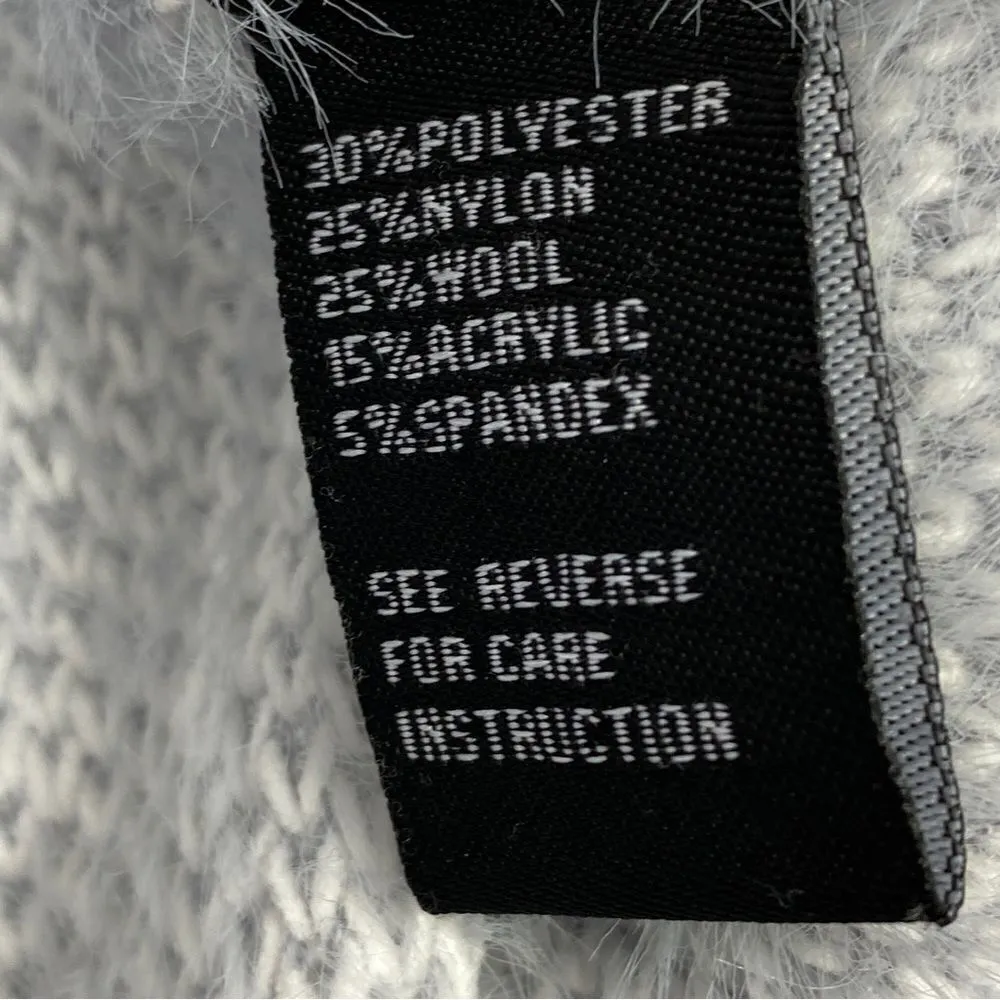 30%POLYESTER
25%NYLON
25%WOOL
15%ACRYLIC
5%SPANDEX
SEE REVERSE
FOR CARE
INSTRUCTION